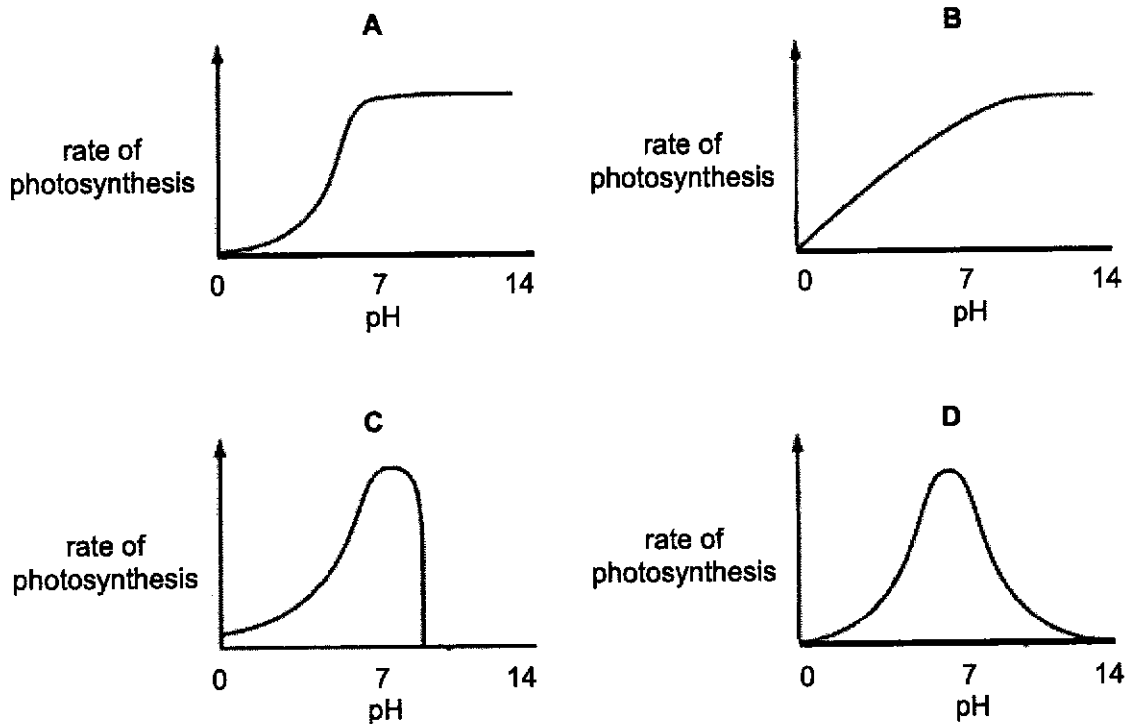 A
rate of
photosynthesis
0
7
14
pH
B
rate of
photosynthesis
0
7
14
pH
C
rate of
photosynthesis
0
7
14
pH
D
rate of
photosynthesis
0
7
14
pH